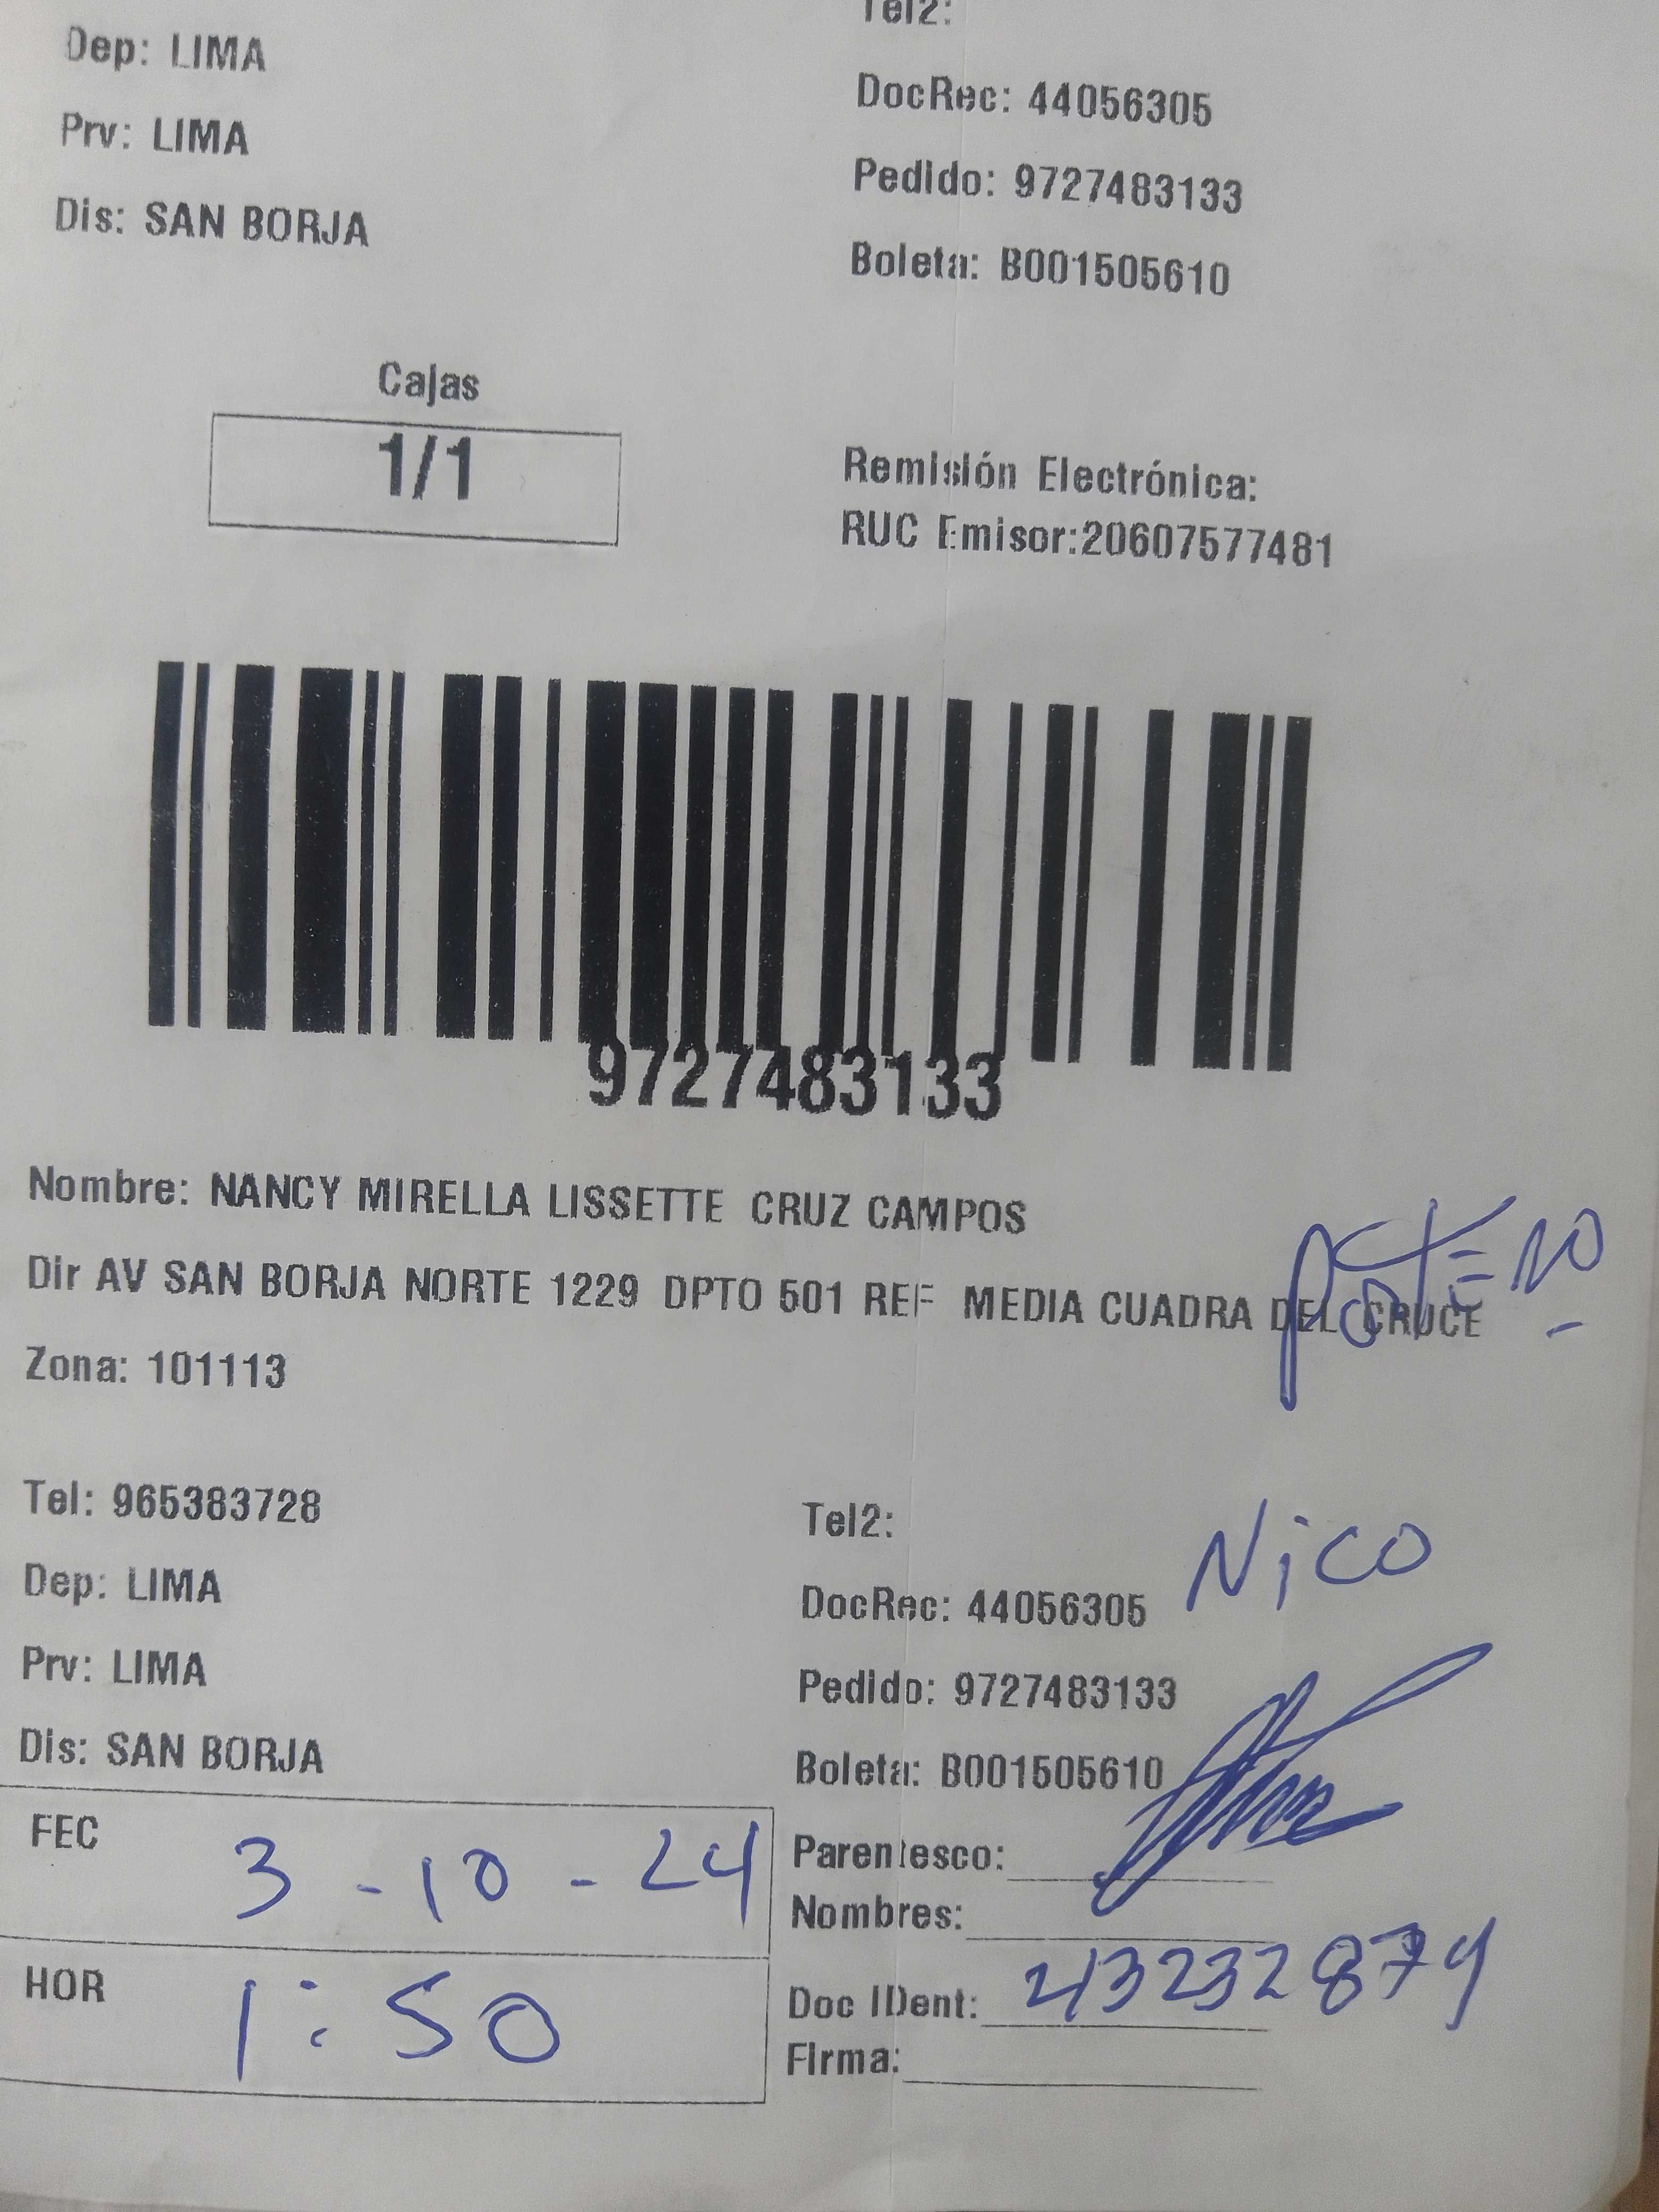 Tel2:
Dep: LIMA
DocRec: 44056305
Prv: LIMA
Pedido: 9727483133
Dis: SAN BORJA
Boleta: B001505610
Cajas
1/1
Remisión Electrónica:
RUC Emisor:20607577481
9727483133
Nombre: NANCY MIRELLA LISSETTE CRUZ CAMPOS
Dir AV SAN BORJA NORTE 1229 DPTO 501 REF MEDIA CUADRA DEL CRUCE
Zona: 101113
Tel: 965383728
Tel2:
Nico
Dep: LIMA
DocRec: 44056305
Prv: LIMA
Pedido: 9727483133
Dis: SAN BORJA
Boleta: B001505610
FEC 3-10-24
Parentesco:
Nombres:
HOR 1:50
Doc IDent: 43232879
Firma: